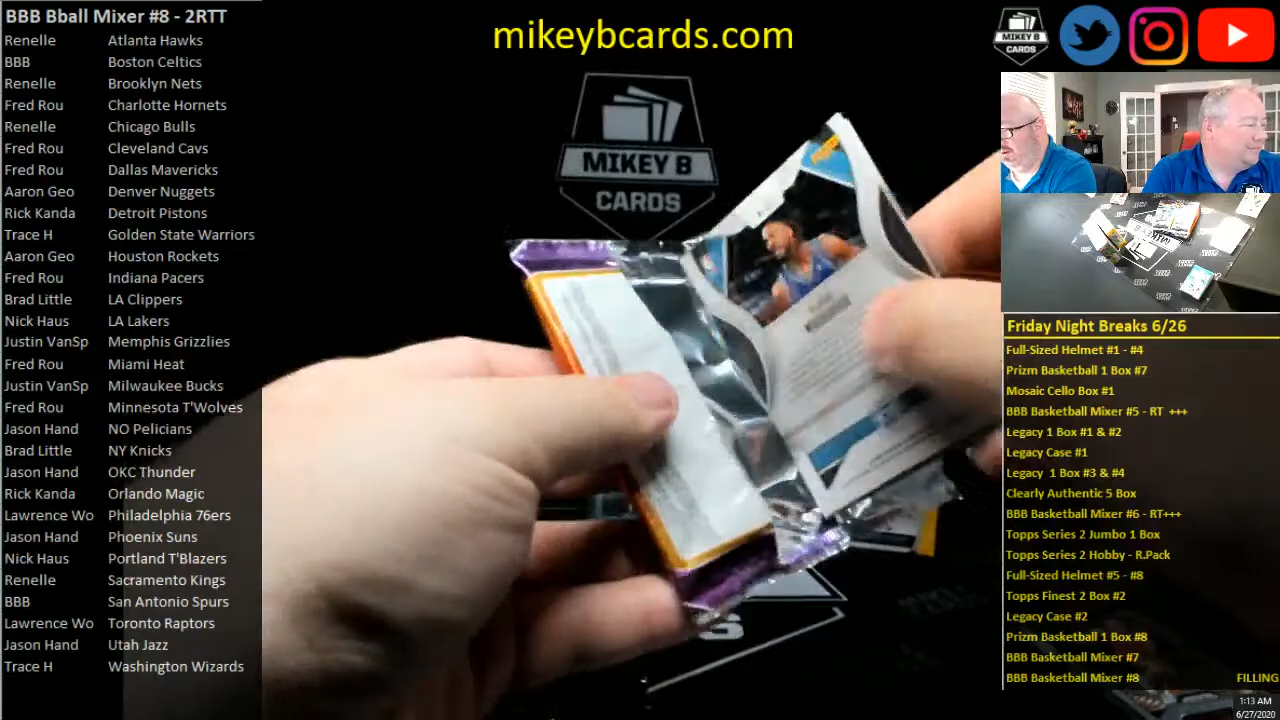 BBB Bball Mixer #8 - 2RTT
Renelle Atlanta Hawks
BBB Boston Celtics
Renelle Brooklyn Nets
Fred Rou Charlotte Hornets
Renelle Chicago Bulls
Fred Rou Cleveland Cavs
Fred Rou Dallas Mavericks
Aaron Geo Denver Nuggets
Rick Kanda Detroit Pistons
Trace H Golden State Warriors
Aaron Geo Houston Rockets
Fred Rou Indiana Pacers
Brad Little LA Clippers
Nick Haus LA Lakers
Justin VanSp Memphis Grizzlies
Fred Rou Miami Heat
Justin VanSp Milwaukee Bucks
Fred Rou Minnesota T'Wolves
Jason Hand NO Pelicians
Brad Little NY Knicks
Jason Hand OKC Thunder
Rick Kanda Orlando Magic
Lawrence Wo Philadelphia 76ers
Jason Hand Phoenix Suns
Nick Haus Portland T'Blazers
Renelle Sacramento Kings
BBB San Antonio Spurs
Lawrence Wo Toronto Raptors
Jason Hand Utah Jazz
Trace H Washington Wizards
mikeybcards.com
MIKEY B
CARDS
MIKEY B
CARDS
Friday Night Breaks 6/26
Full-Sized Helmet #1 - #4
Prizm Basketball 1 Box #7
Mosaic Cello Box #1
BBB Basketball Mixer #5 - RT +++
Legacy 1 Box #1 & #2
Legacy Case #1
Legacy 1 Box #3 & #4
Clearly Authentic 5 Box
BBB Basketball Mixer #6 - RT+++
Topps Series 2 Jumbo 1 Box
Topps Series 2 Hobby - R.Pack
Full-Sized Helmet #5 - #8
Topps Finest 2 Box #2
Legacy Case #2
Prizm Basketball 1 Box #8
BBB Basketball Mixer #7
BBB Basketball Mixer #8 FILLING
1:13 AM
6/27/2020